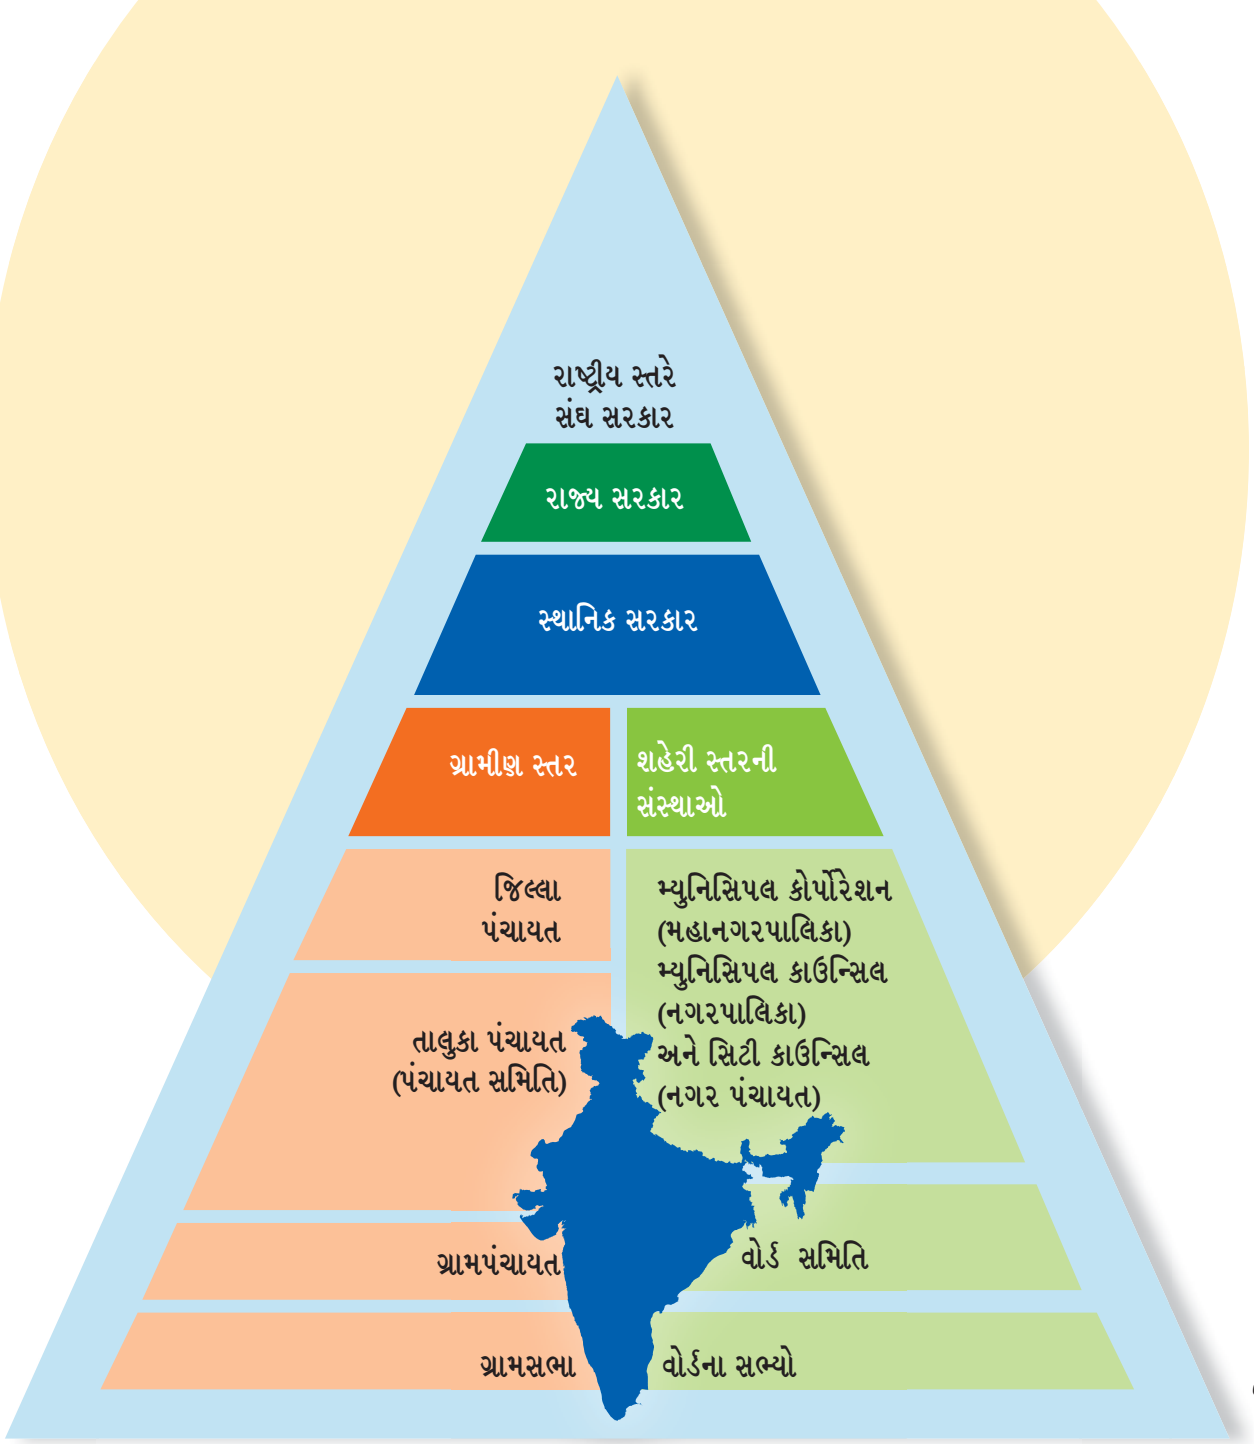 રાષ્ટ્રીય સ્તરે
સંઘ સરકાર
રાજ્ય સરકાર
સ્થાનિક સરકાર
ગ્રામીણ સ્તર
શહેરી સ્તરની
સંસ્થાઓ
જિલ્લા
પંચાયત
તાલુકા પંચાયત
(પંચાયત સમિતિ)
ગ્રામપંચાયત
ગ્રામસભા
મ્યુનિસિપલ કોર્પોરેશન
(મહાનગરપાલિકા)
મ્યુનિસિપલ કાઉન્સિલ
(નગરપાલિકા)
અને સિટી કાઉન્સિલ
(નગર પંચાયત)
વોર્ડ સમિતિ
વોર્ડના સભ્યો